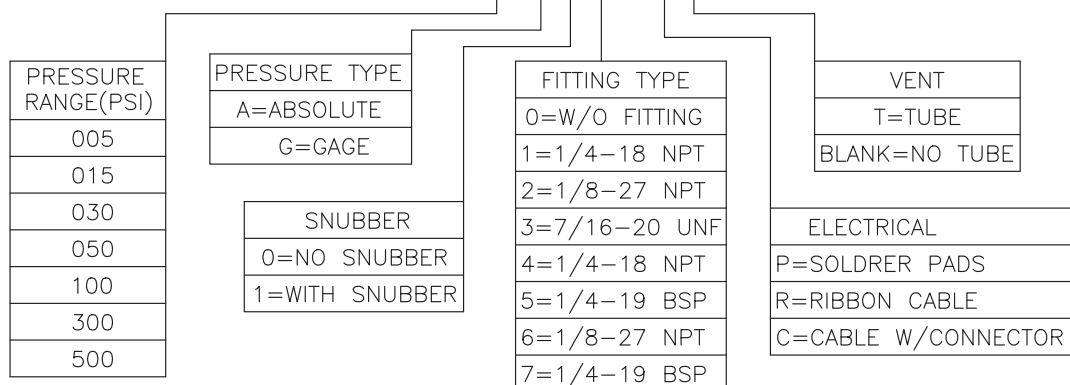 PRESSURE
RANGE(PSI)
005
015
030
050
100
300
500
PRESSURE TYPE
A=ABSOLUTE
G=GAGE
SNUBBER
0=NO SNUBBER
1=WITH SNUBBER
FITTING TYPE
0=W/O FITTING
1=1/4-18 NPT
2=1/8-27 NPT
3=7/16-20 UNF
4=1/4-18 NPT
5=1/4-19 BSP
6=1/8-27 NPT
7=1/4-19 BSP
VENT
T=TUBE
BLANK=NO TUBE
ELECTRICAL
P=SOLDRER PADS
R=RIBBON CABLE
C=CABLE W/CONNECTOR